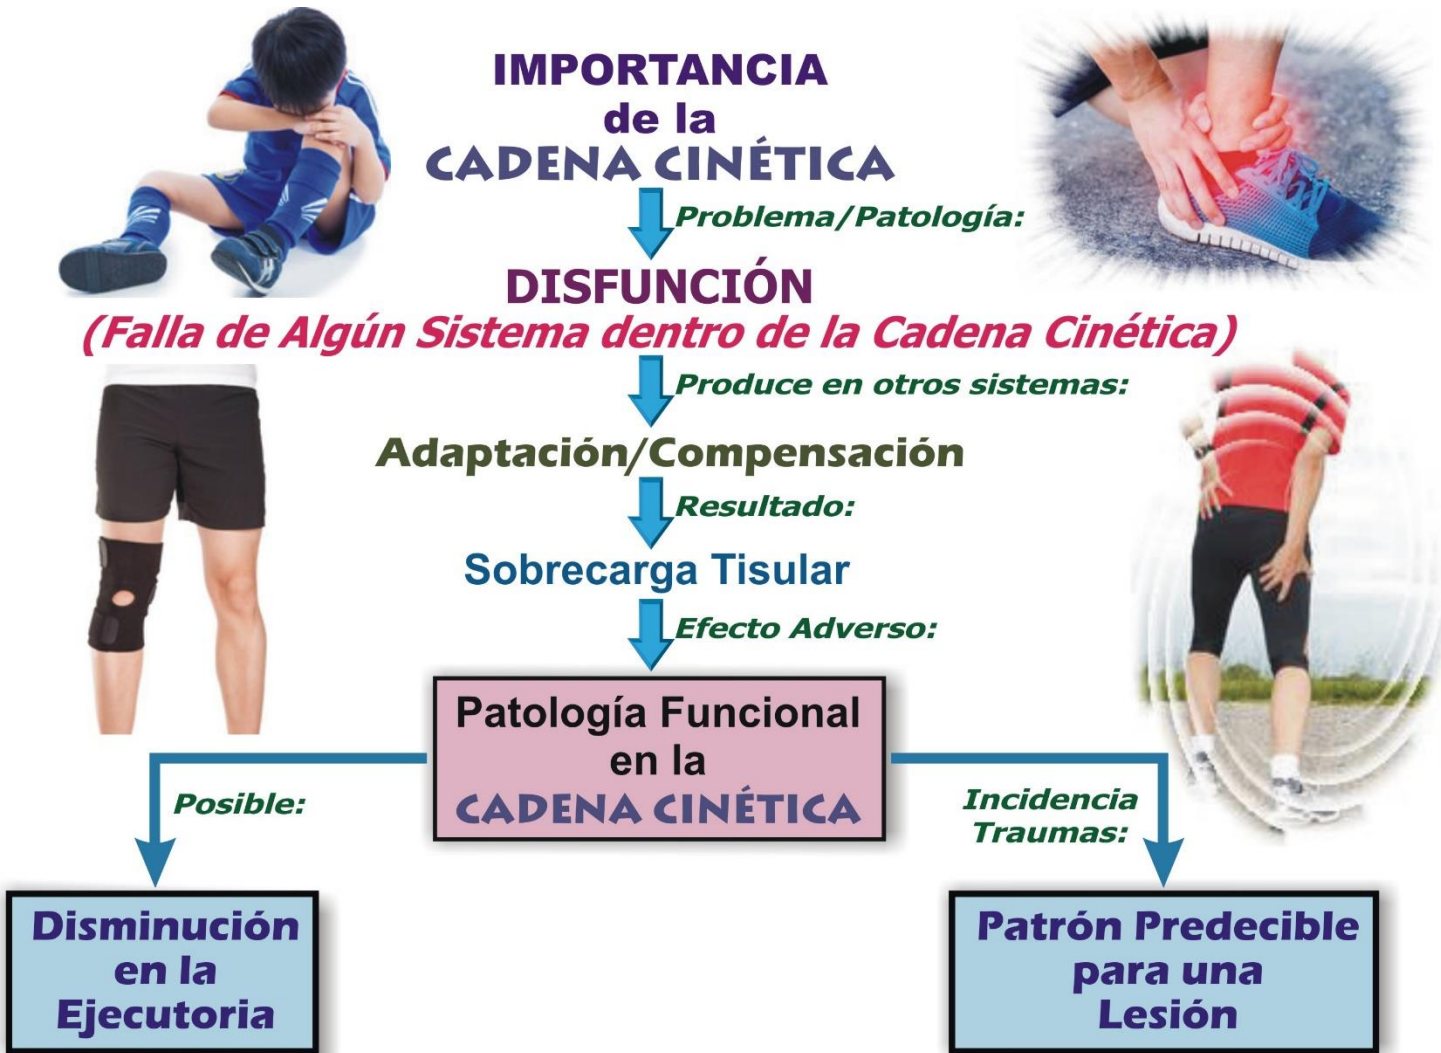 IMPORTANCIA
de la
CADENA CINÉTICA
Problema/Patología:
DISFUNCIÓN
(Falla de Algún Sistema dentro de la Cadena Cinética)
Produce en otros sistemas:
Adaptación/Compensación
Resultado:
Sobrecarga Tisular
Efecto Adverso:
Patología Funcional
en la
CADENA CINÉTICA
Posible:
Incidencia
Traumas:
Disminución
en la
Ejecutoria
Patrón Predecible
para una
Lesión